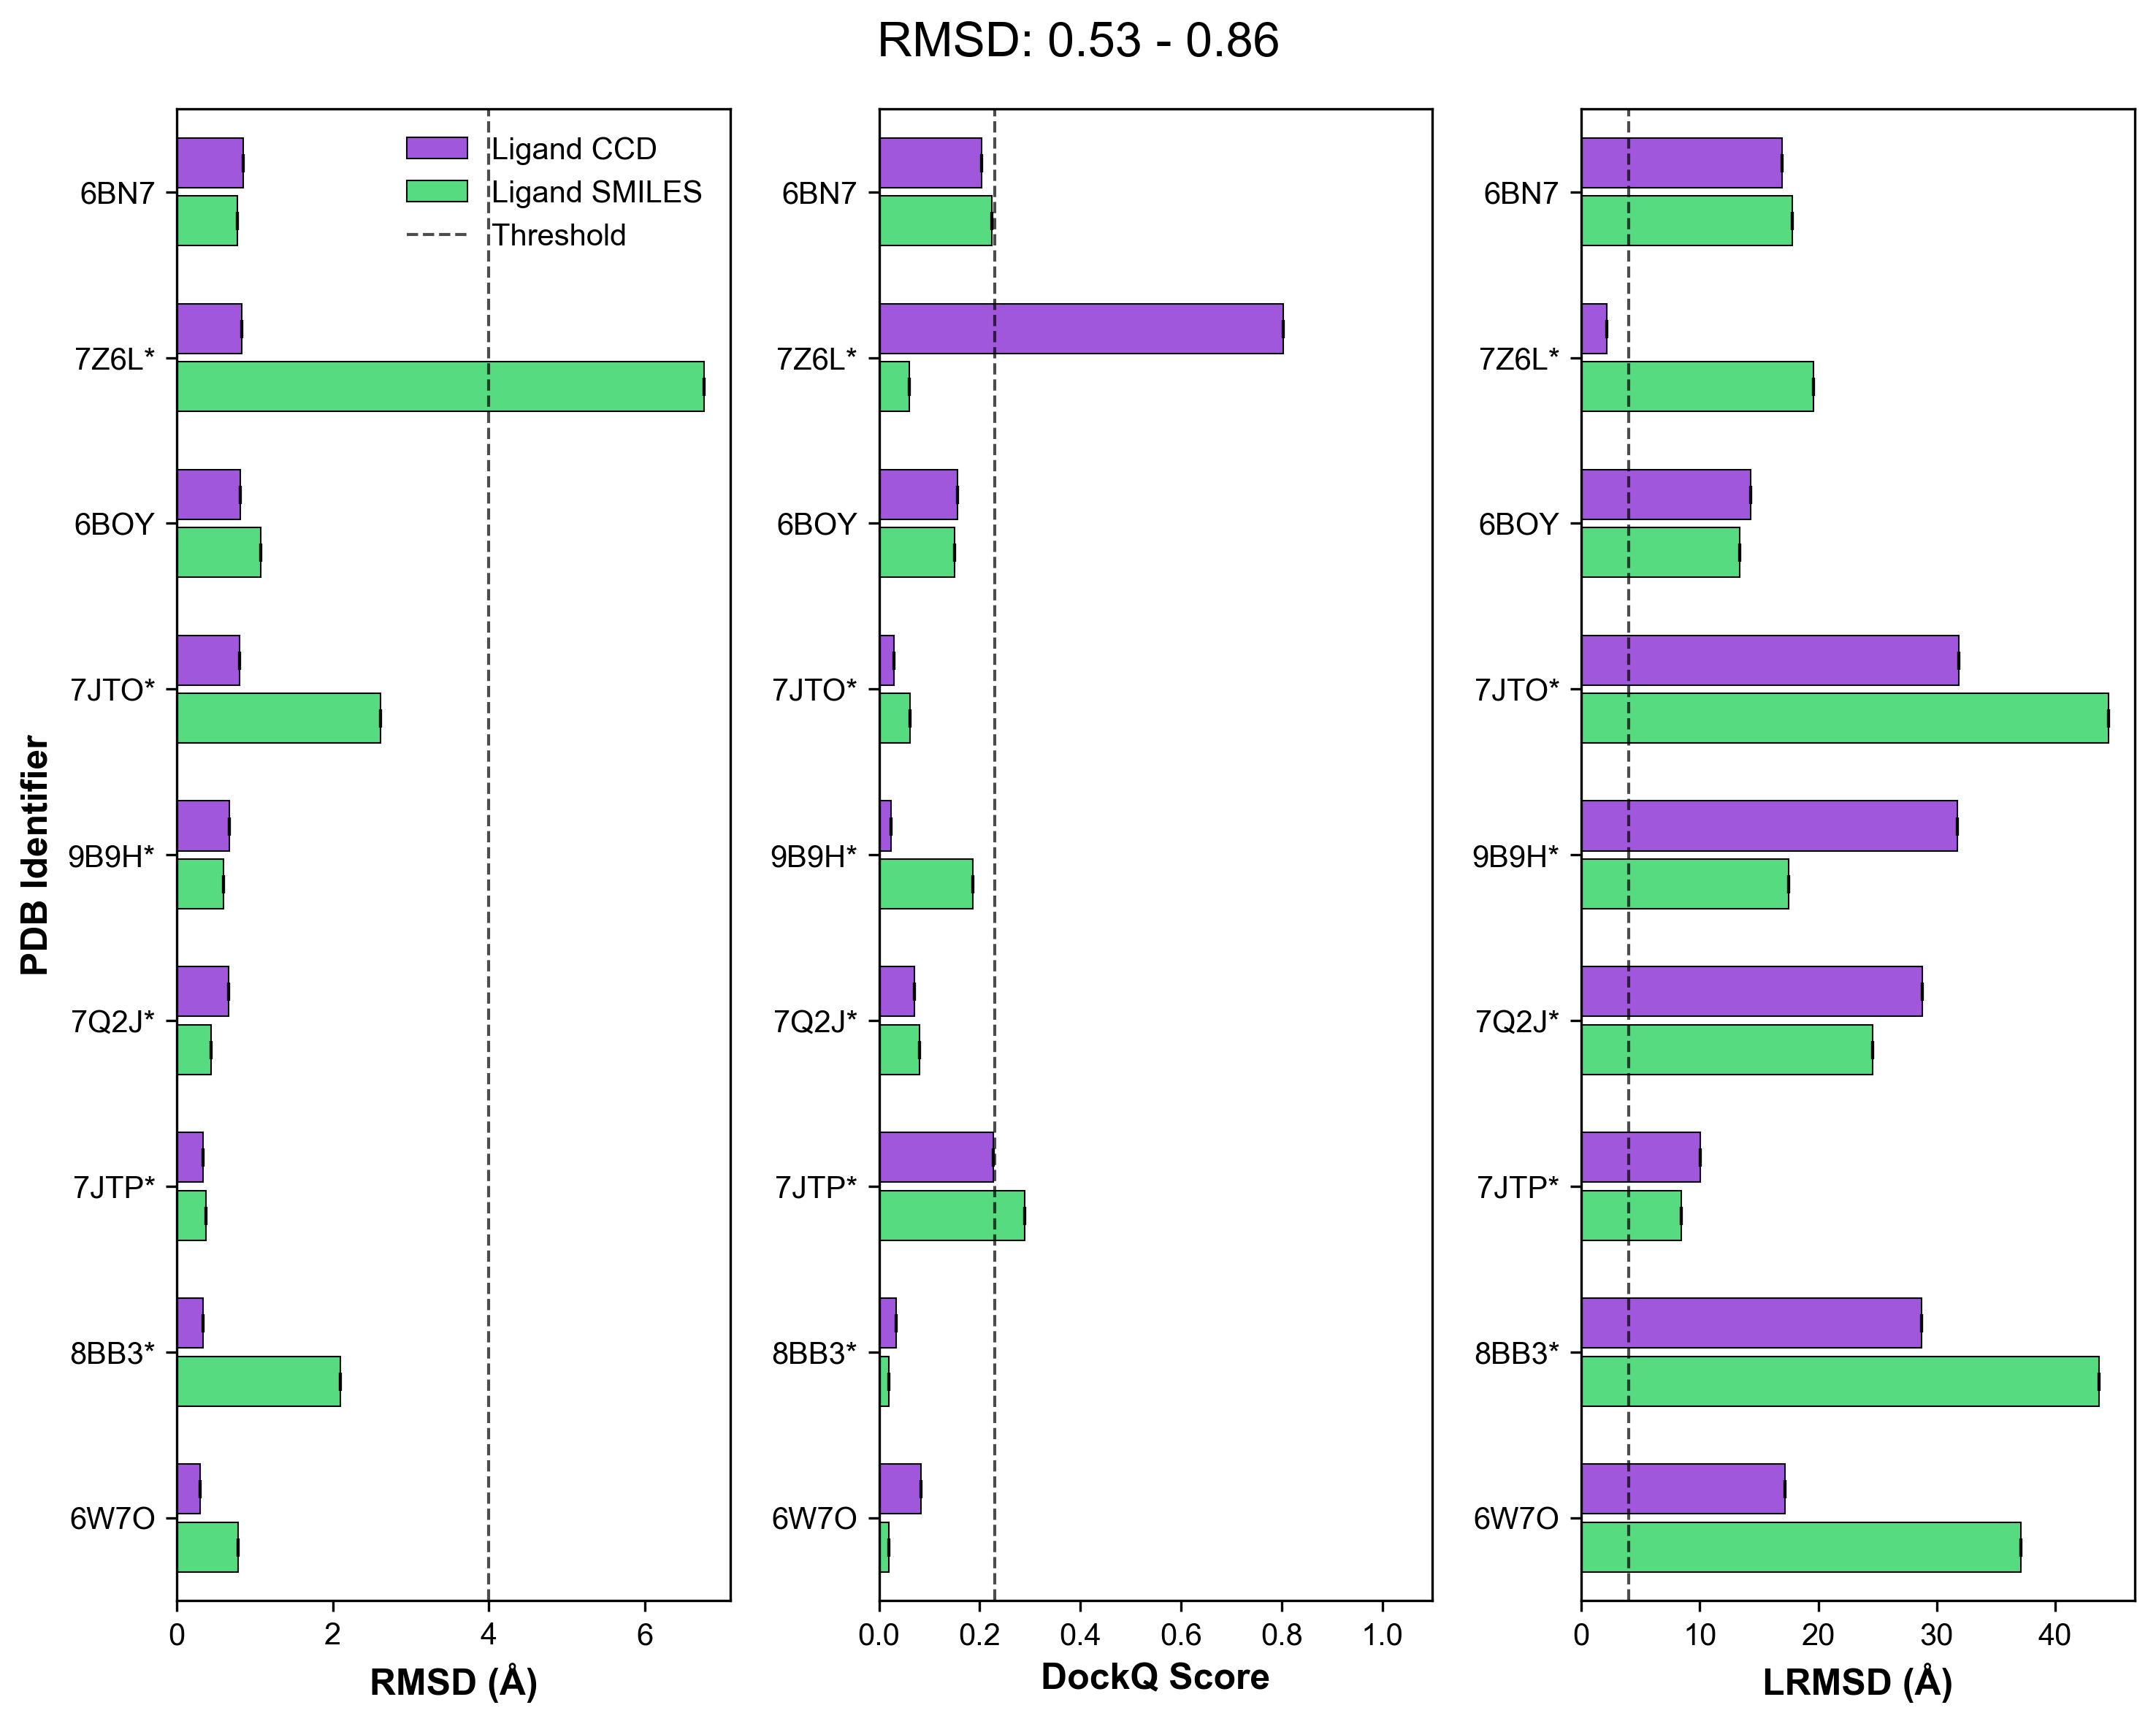 RMSD: 0.53 - 0.86
PDB Identifier
6BN7
7Z6L*
6BOY
7JTO*
9B9H*
7Q2J*
7JTP*
8BB3*
6W7O
Ligand CCD
Ligand SMILES
Threshold
0 2 4 6
RMSD (Å)
6BN7
7Z6L*
6BOY
7JTO*
9B9H*
7Q2J*
7JTP*
8BB3*
6W7O
0.0 0.2 0.4 0.6 0.8 1.0
DockQ Score
6BN7
7Z6L*
6BOY
7JTO*
9B9H*
7Q2J*
7JTP*
8BB3*
6W7O
0 10 20 30 40
LRMSD (Å)